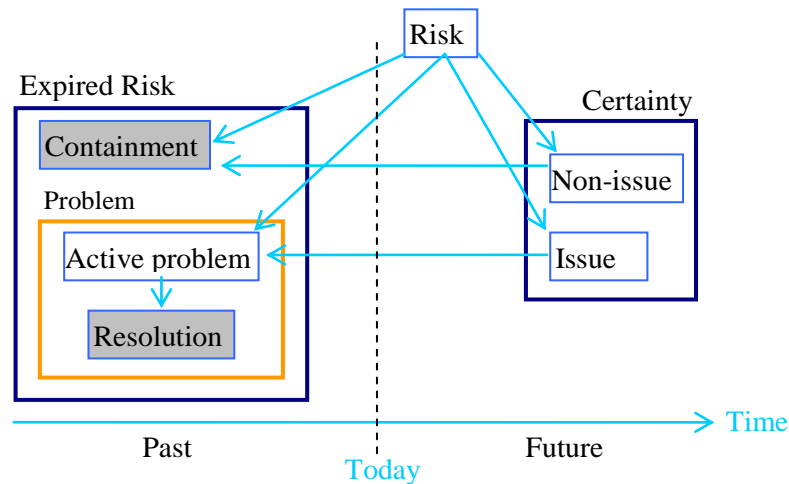 Risk
Expired Risk
Certainty
Containment
Non-issue
Problem
Active problem
Issue
Resolution
Time
Past
Future
Today